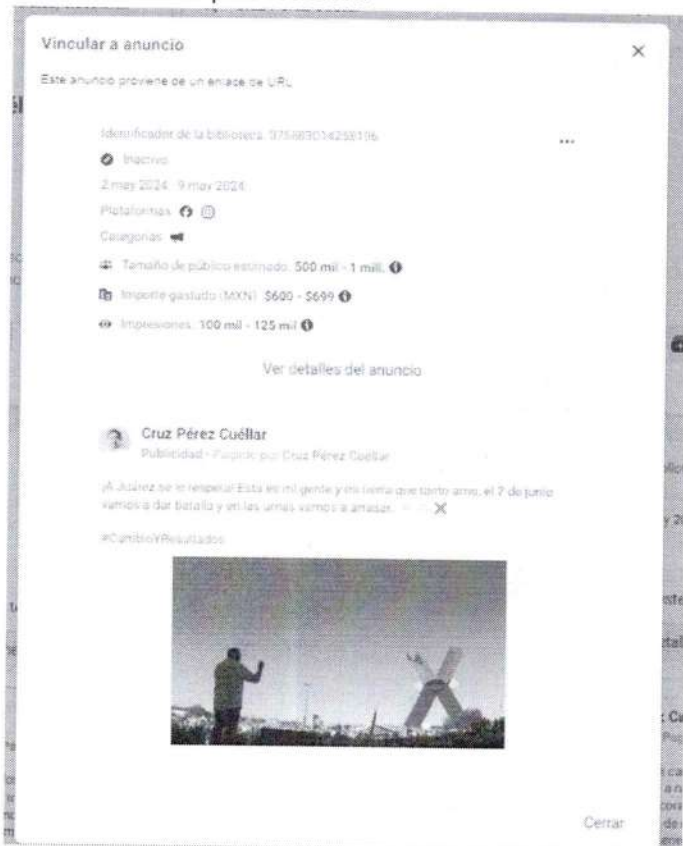 Vincular a anuncio
Este anuncio proviene de un enlace de URL
Identificador de la biblioteca:
Inactivo
2 may 2024 - 9 may 2024
Plataformas
Categorías
Tamaño de público estimado: 500 mil - 1 mill.
Importe gastado (MXN): $600 - $699
Impresiones: 100 mil - 125 mil
Ver detalles del anuncio
Cruz Pérez Cuéllar
Publicidad • Pagado por Cruz Pérez Cuéllar
¡A Juárez se le respeta! Esta es mi gente y mi tierra que tanto amo, el 2 de junio
vamos a dar batalla y en las urnas vamos a arrasar.
#CambioYResultados
Cerrar